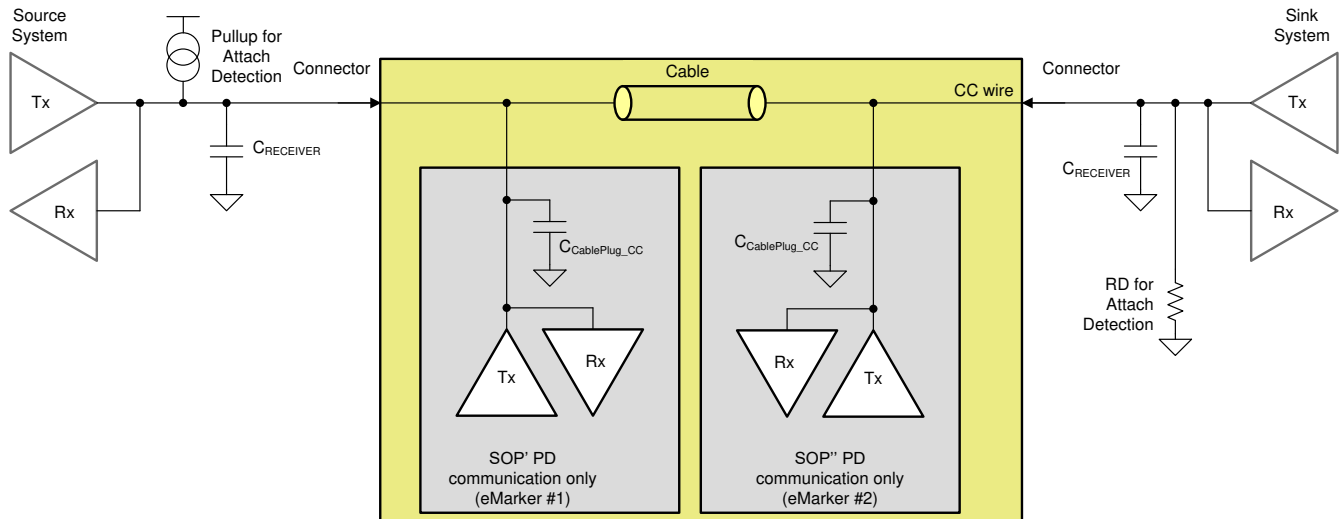 Source
System
Tx
Rx
Pullup for
Attach
Detection
CRECEIVER
Connector
Cable
CC wire
Connector
Sink
System
Tx
Rx
CRECEIVER
RD for
Attach
Detection
CCablePlug_CC
Tx
Rx
SOP' PD
communication only
(eMarker #1)
CCablePlug_CC
Rx
Tx
SOP'' PD
communication only
(eMarker #2)